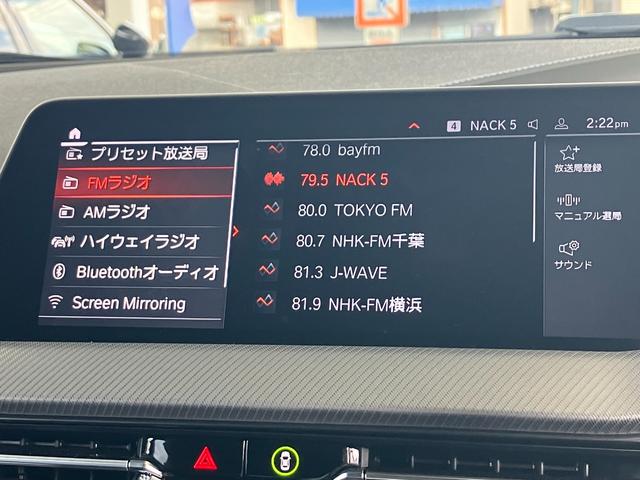 4 NACK 5 2:22pm
プリセット放送局
FMラジオ
AMラジオ
ハイウェイラジオ
Bluetoothオーディオ
Screen Mirroring
78.0 bayfm
79.5 NACK 5
80.0 TOKYO FM
80.7 NHK-FM千葉
81.3 J-WAVE
81.9 NHK-FM横浜
放送局登録
マニュアル選局
サウンド